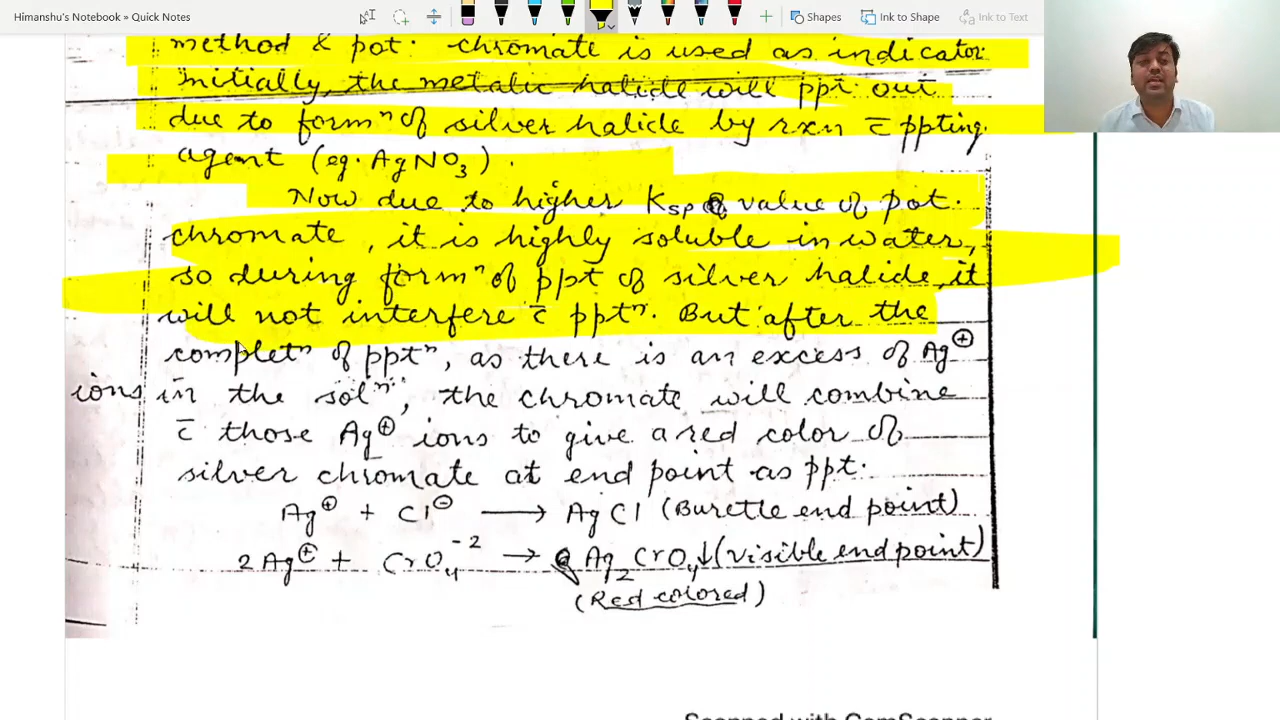 Himanshu's Notebook » Quick Notes
Shapes
Ink to Shape
Ink to Text
method & pot. chromate is used as indicator.
Initially, the metalic halide will ppt. out
due to formⁿ of silver halide by rxn c̄ ppting.
agent (eg. AgNO₃).
Now due to higher Ksp value of pot.
chromate, it is highly soluble in water,
so during formⁿ of ppt of silver halide, it
will not interfere c̄ pptⁿ. But after the
completⁿ of pptⁿ, as there is an excess of Ag⊕
ions in the solⁿ, the chromate will combine
c̄ those Ag⊕ ions to give a red color of
silver chromate at end point as ppt.
Ag⊕ + Cl⊖ → AgCl (Burette end point)
2Ag⊕ + CrO₄⁻² → Ag₂CrO₄↓ (visible end point)
(Red colored)
Scanned with CamScanner